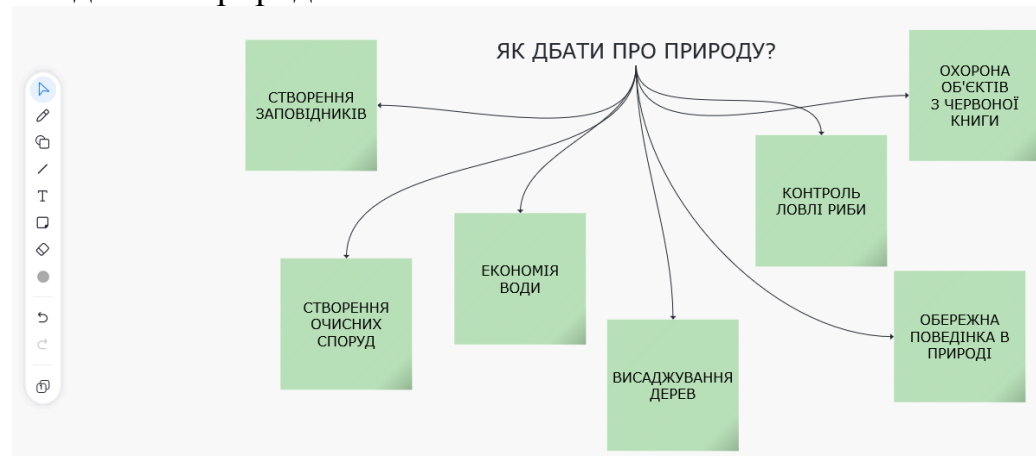 ЯК ДБАТИ ПРО ПРИРОДУ?
СТВОРЕННЯ
ЗАПОВІДНИКІВ
ОХОРОНА
ОБ'ЄКТІВ
З ЧЕРВОНОЇ
КНИГИ
КОНТРОЛЬ
ЛОВЛІ РИБИ
ЕКОНОМІЯ
ВОДИ
СТВОРЕННЯ
ОЧИСНИХ
СПОРУД
ОБЕРЕЖНА
ПОВЕДІНКА В
ПРИРОДІ
ВИСАДЖУВАННЯ
ДЕРЕВ